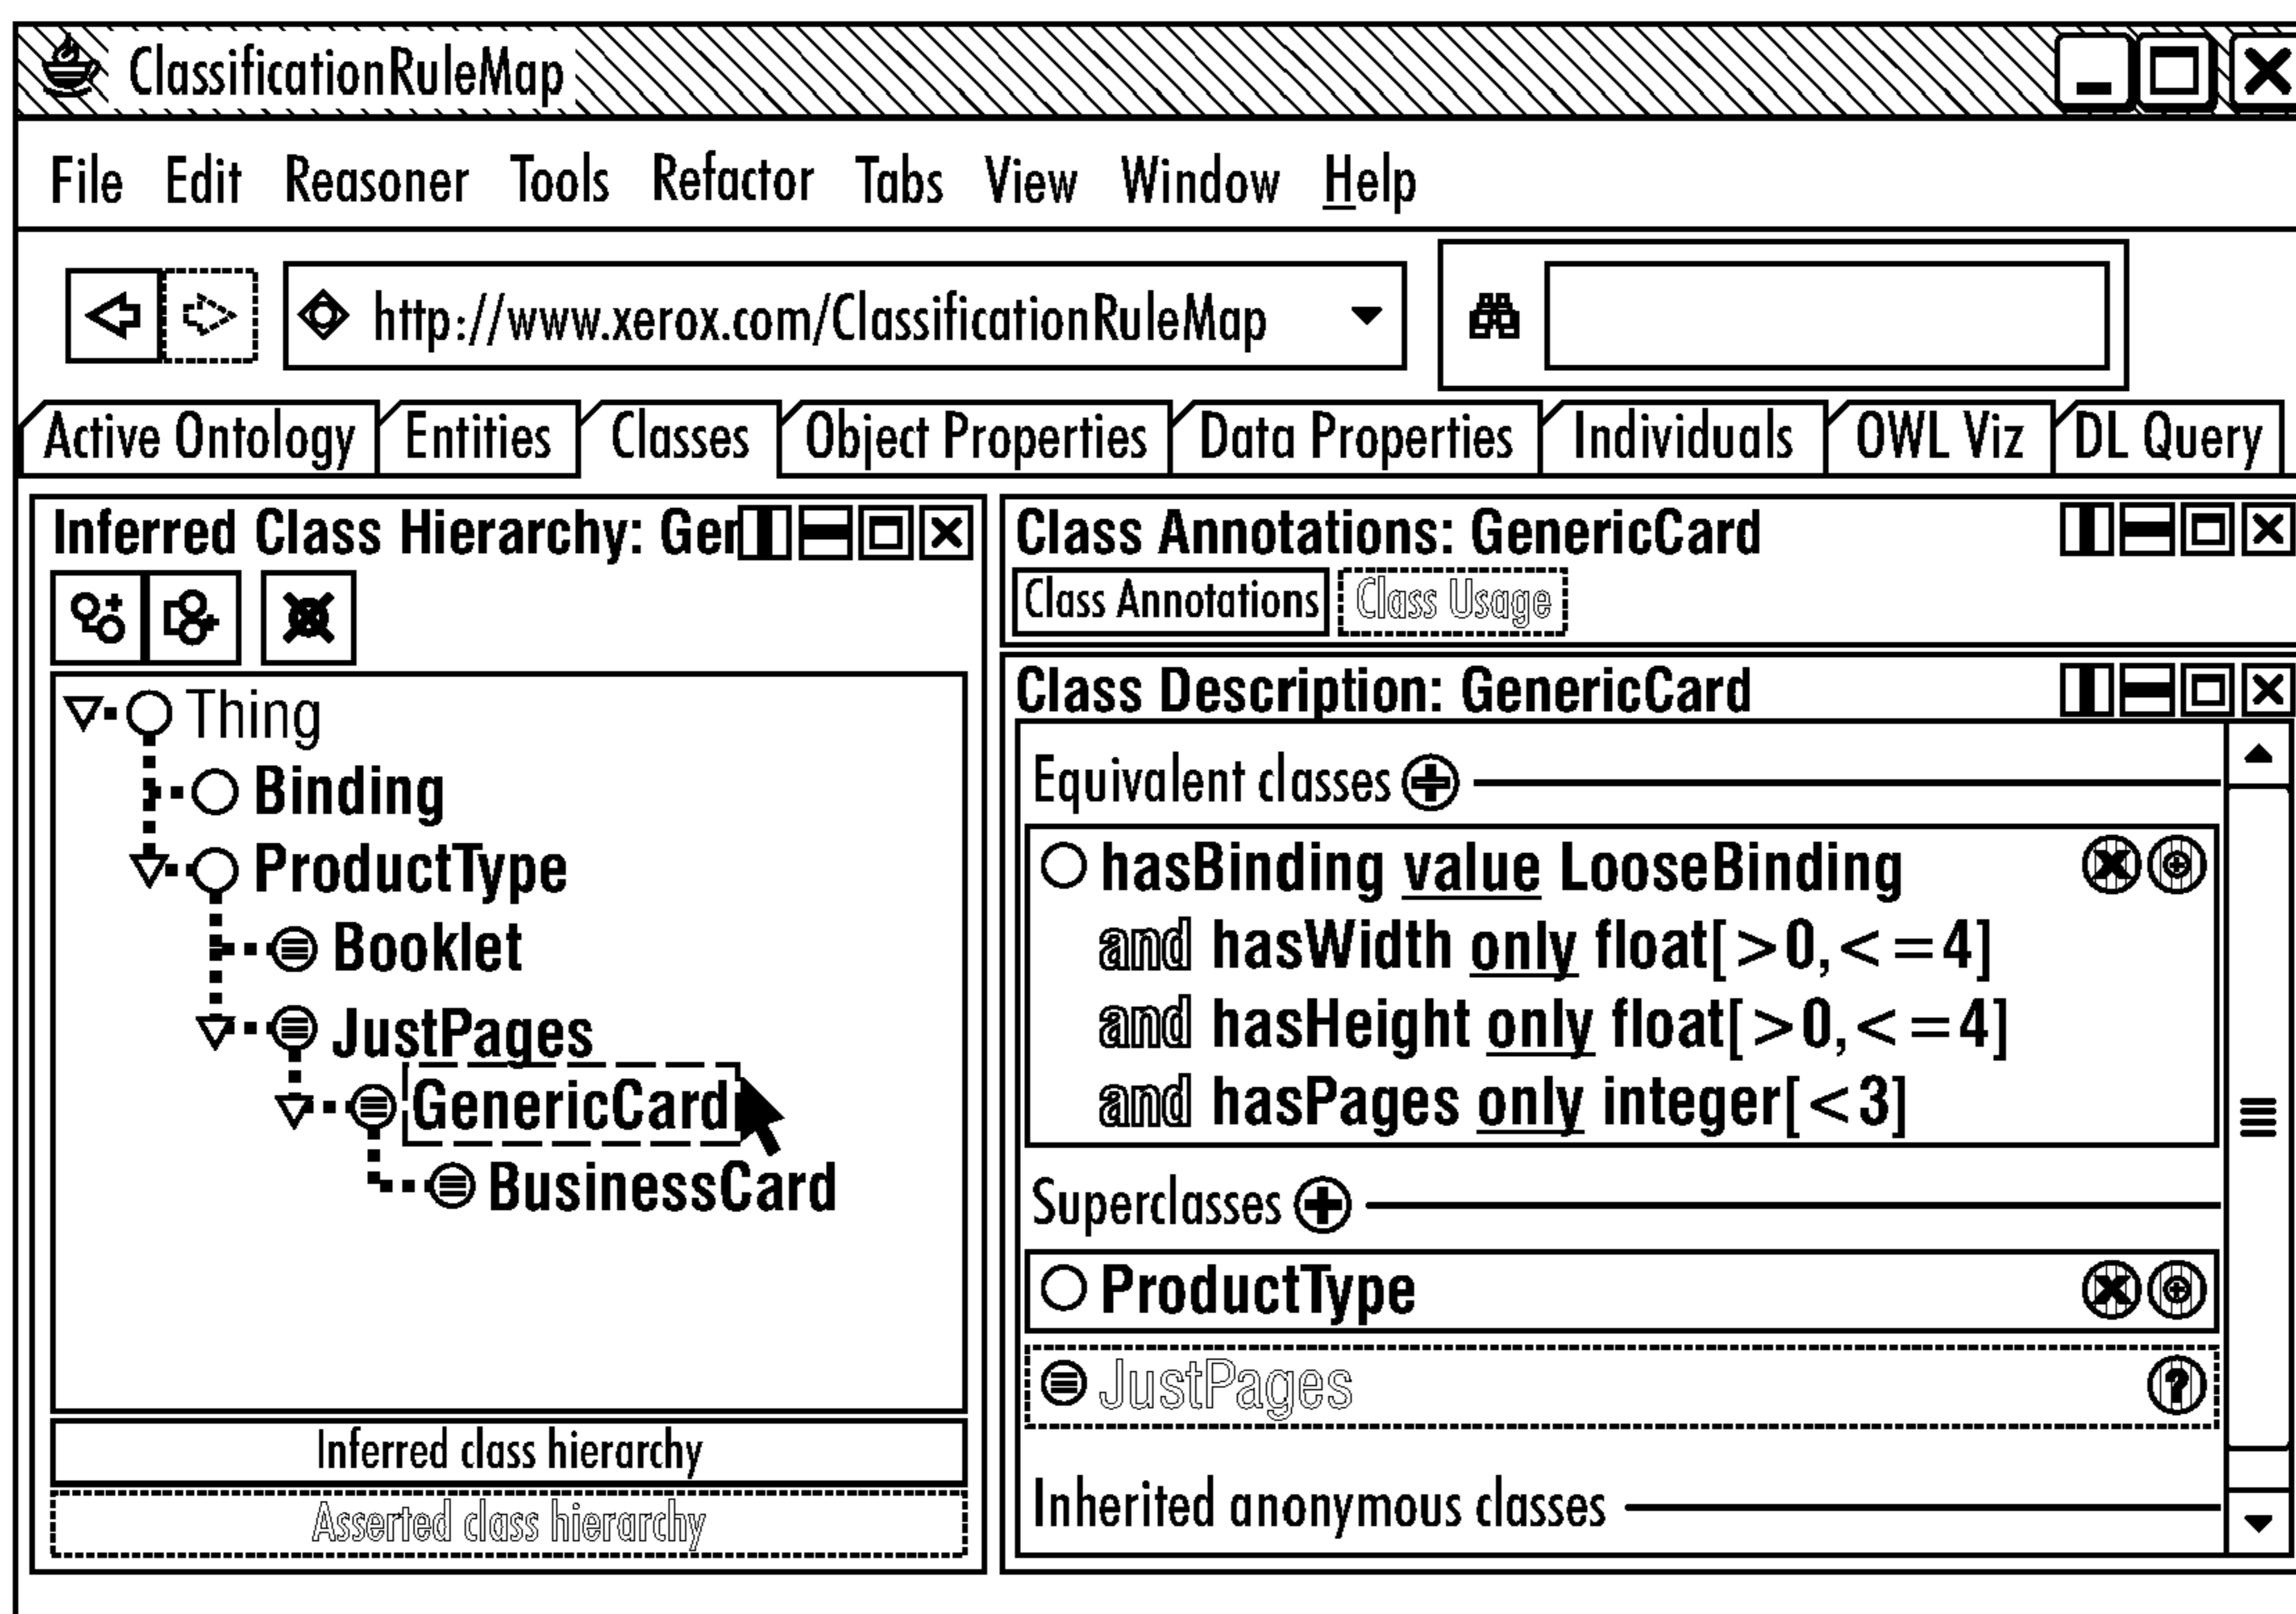 ClassificationRuleMap
File Edit Reasoner Tools Refactor Tabs View Window Help
http://www.xerox.com/ClassificationRuleMap
Active Ontology Entities Classes Object Properties Data Properties Individuals OWL Viz DL Query
Inferred Class Hierarchy: Gen
Thing
Binding
ProductType
Booklet
JustPages
GenericCard
BusinessCard
Inferred class hierarchy
Asserted class hierarchy
Class Annotations: GenericCard
Class Annotations Class Usage
Class Description: GenericCard
Equivalent classes
hasBinding value LooseBinding
and hasWidth only float[>0,<=4]
and hasHeight only float[>0,<=4]
and hasPages only integer[<3]
Superclasses
ProductType
JustPages
Inherited anonymous classes